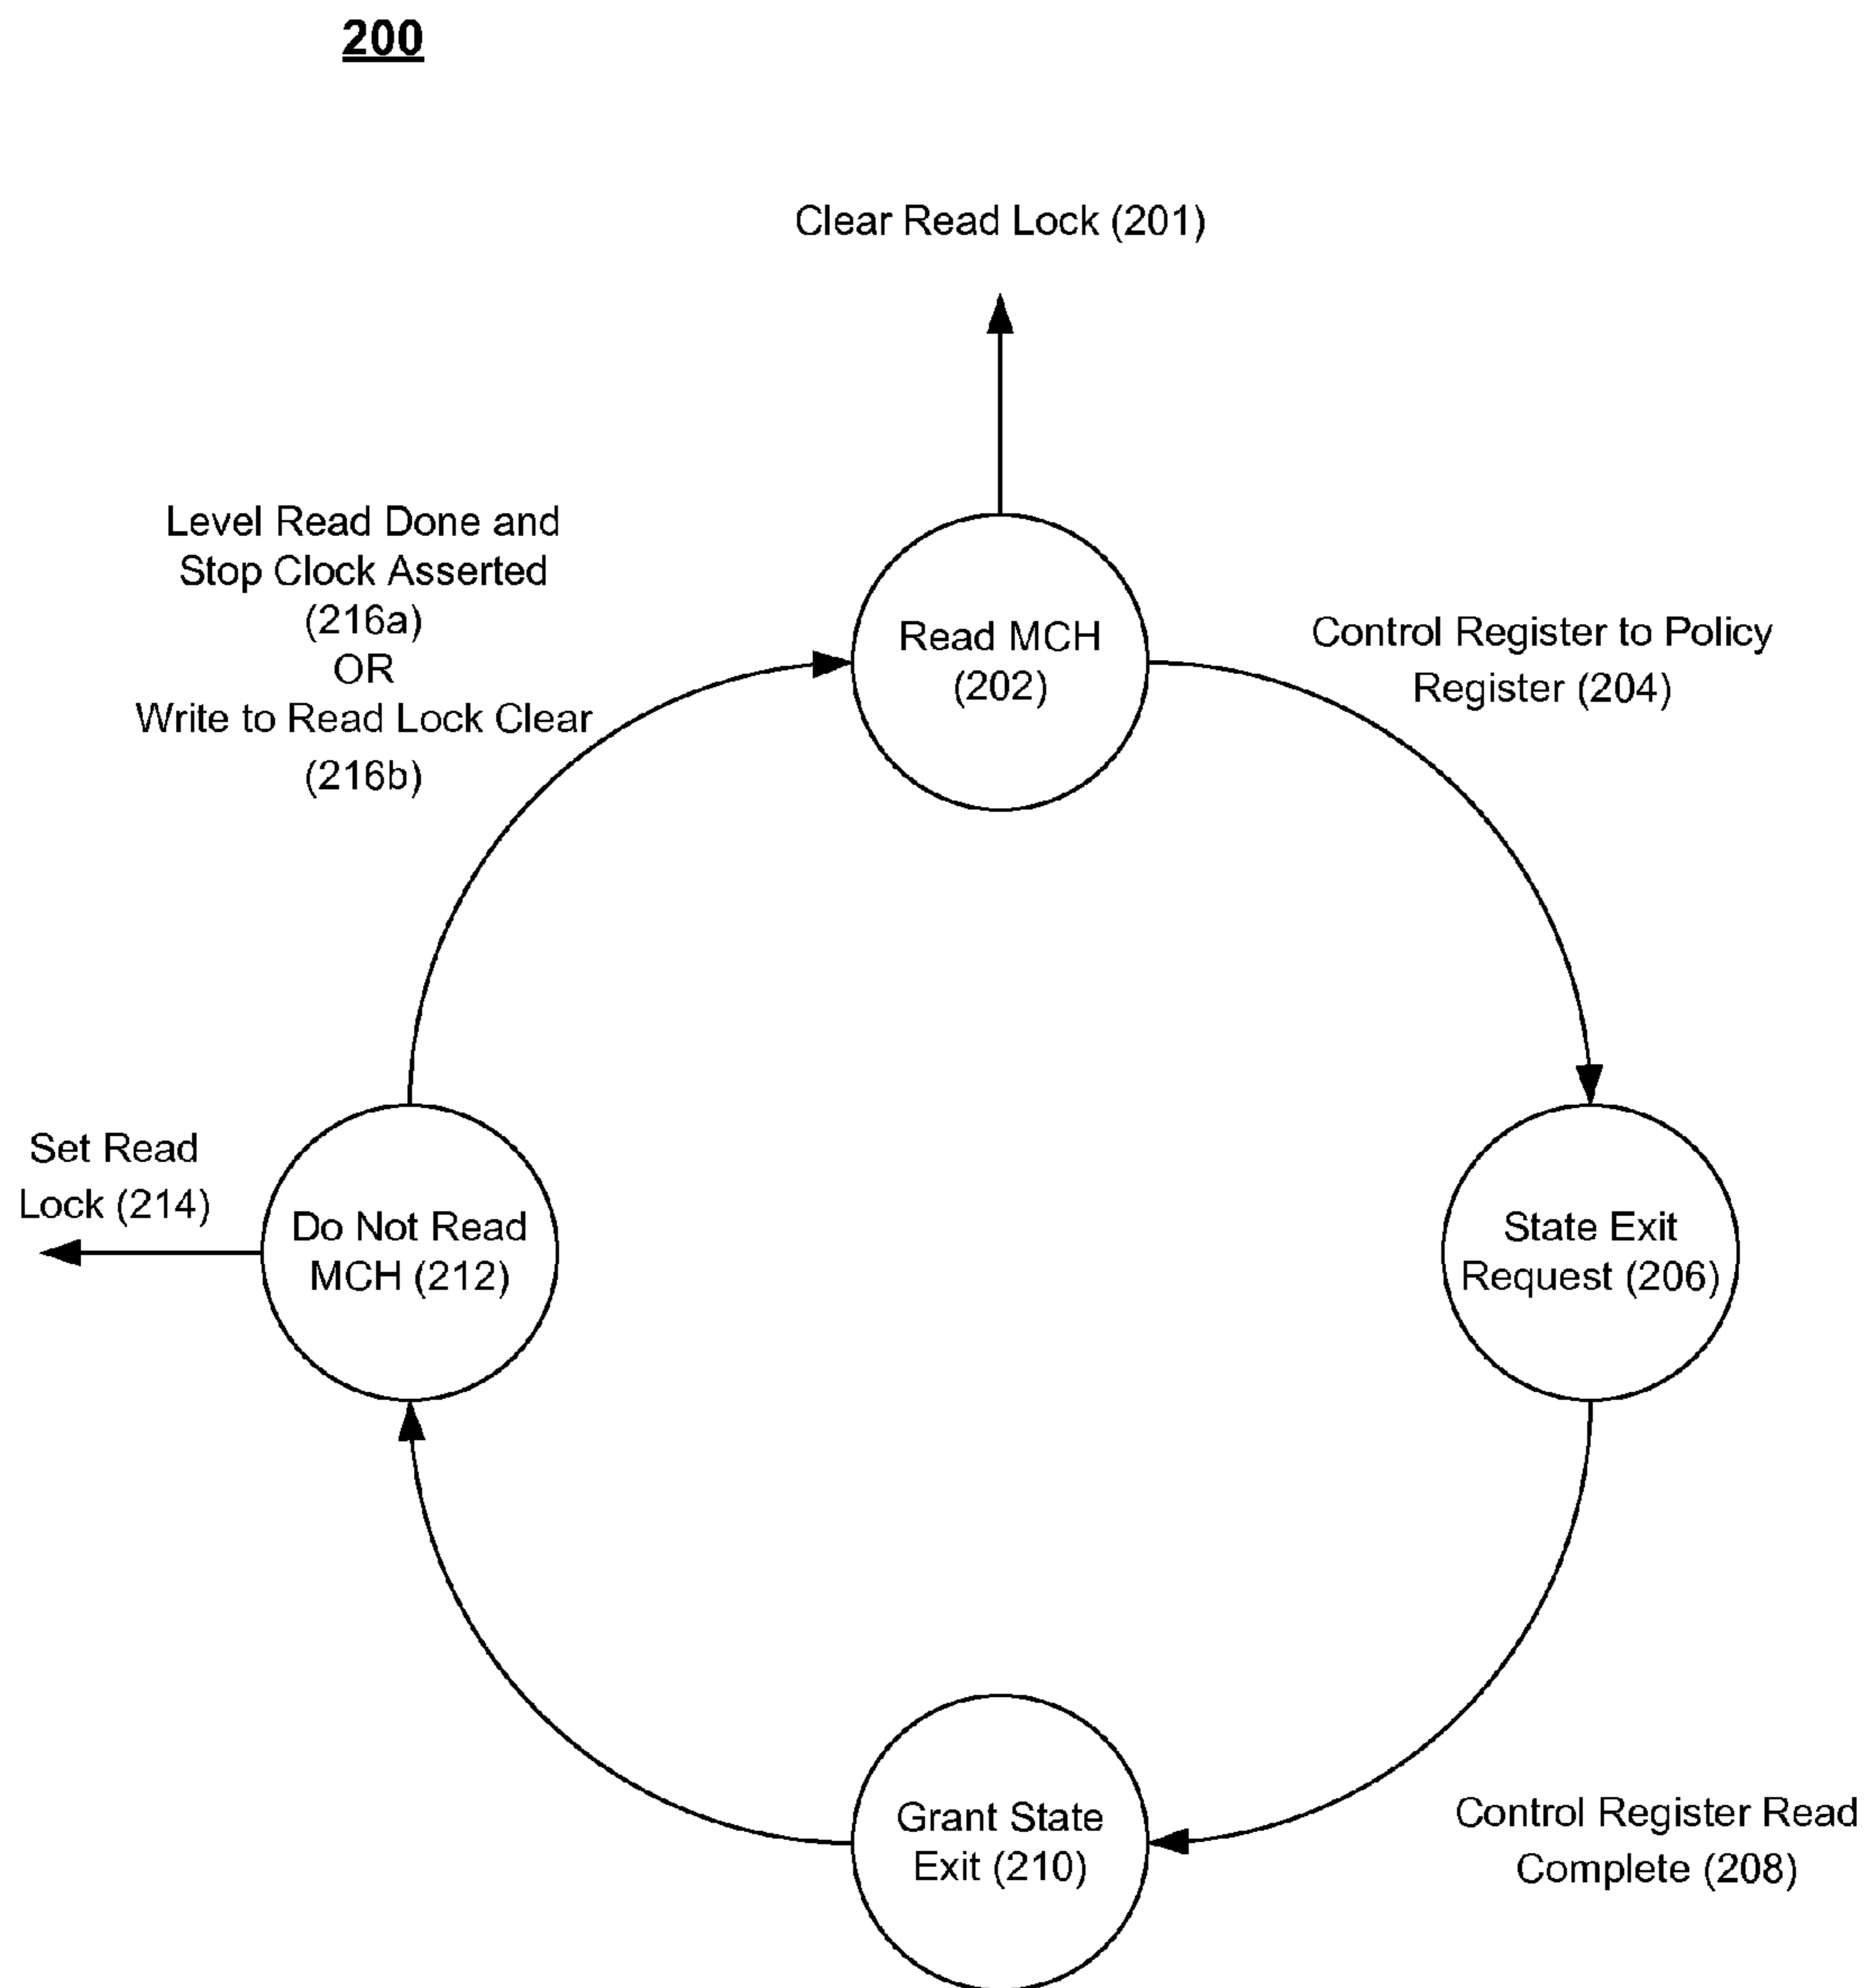 200
Clear Read Lock (201)
Level Read Done and
Stop Clock Asserted
(216a)
OR
Write to Read Lock Clear
(216b)
Read MCH
(202)
Control Register to Policy
Register (204)
Set Read
Lock (214)
Do Not Read
MCH (212)
State Exit
Request (206)
Grant State
Exit (210)
Control Register Read
Complete (208)